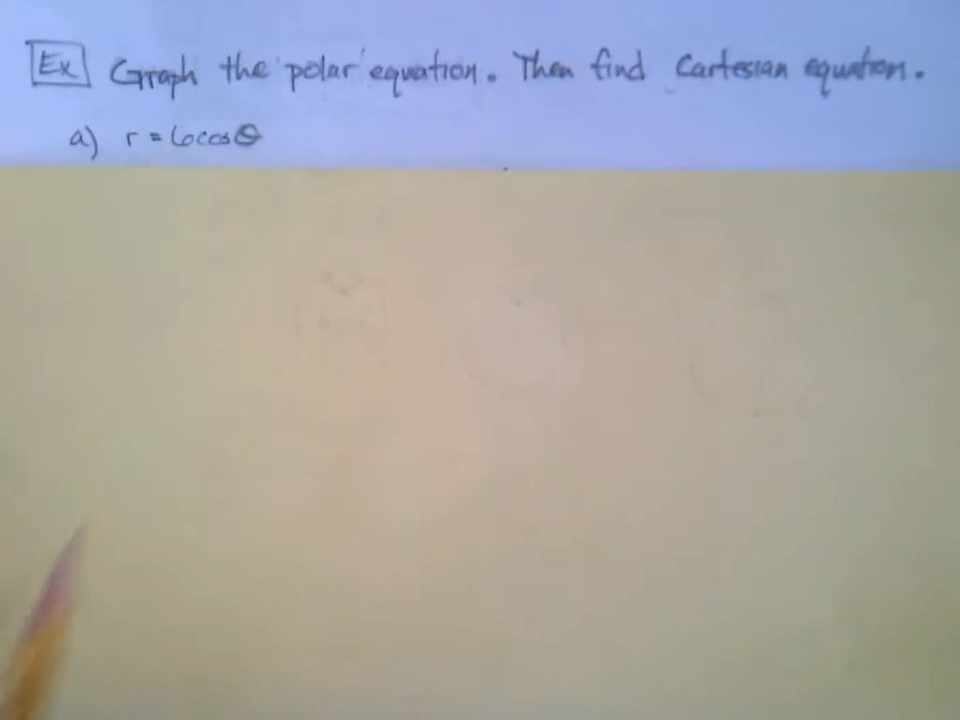 Ex Graph the polar equation. Then find Cartesian equation.
a) r = 6cosθ